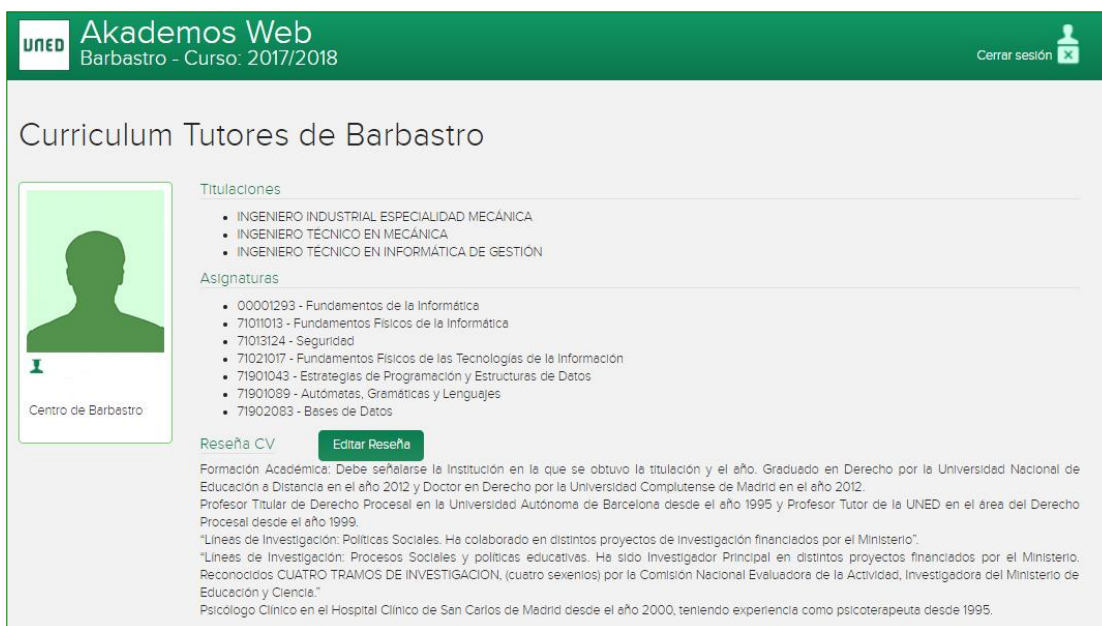 UNED
Akademos Web
Barbastro - Curso: 2017/2018
Cerrar sesión
Curriculum Tutores de Barbastro
Centro de Barbastro
Titulaciones
• INGENIERO INDUSTRIAL ESPECIALIDAD MECÁNICA
• INGENIERO TÉCNICO EN MECÁNICA
• INGENIERO TÉCNICO EN INFORMÁTICA DE GESTIÓN
Asignaturas
• 00001293 - Fundamentos de la Informática
• 71011013 - Fundamentos Físicos de la Informática
• 71013124 - Seguridad
• 71021017 - Fundamentos Físicos de las Tecnologías de la Información
• 71901043 - Estrategias de Programación y Estructuras de Datos
• 71901089 - Autómatas, Gramáticas y Lenguajes
• 71902083 - Bases de Datos
Reseña CV
Editar Reseña
Formación Académica: Debe señalarse la Institución en la que se obtuvo la titulación y el año. Graduado en Derecho por la Universidad Nacional de
Educación a Distancia en el año 2012 y Doctor en Derecho por la Universidad Complutense de Madrid en el año 2012.
Profesor Titular de Derecho Procesal en la Universidad Autónoma de Barcelona desde el año 1995 y Profesor Tutor de la UNED en el área del Derecho
Procesal desde el año 1999.
"Líneas de Investigación: Políticas Sociales. Ha colaborado en distintos proyectos de investigación financiados por el Ministerio".
"Líneas de Investigación: Procesos Sociales y políticas educativas. Ha sido Investigador Principal en distintos proyectos financiados por el Ministerio.
Reconocidos CUATRO TRAMOS DE INVESTIGACION, (cuatro sexenios) por la Comisión Nacional Evaluadora de la Actividad, Investigadora del Ministerio de
Educación y Ciencia."
Psicólogo Clínico en el Hospital Clínico de San Carlos de Madrid desde el año 2000, teniendo experiencia como psicoterapeuta desde 1995.